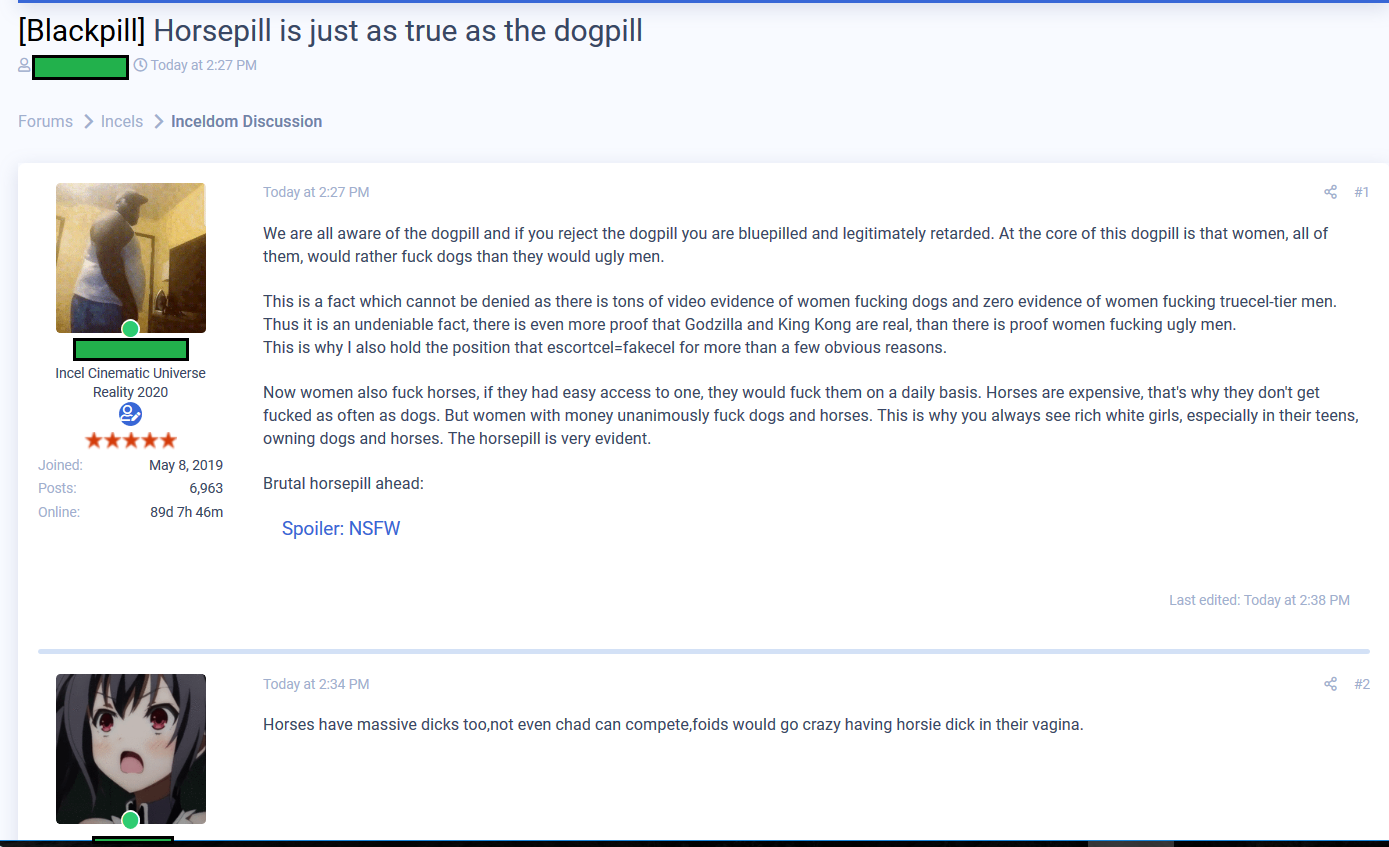 [Blackpill] Horsepill is just as true as the dogpill
Today at 2:27 PM
Forums
Incels
Inceldom Discussion
Today at 2:27 PM
#1
We are all aware of the dogpill and if you reject the dogpill you are bluepilled and legitimately retarded. At the core of this dogpill is that women, all of
them, would rather fuck dogs than they would ugly men.
This is a fact which cannot be denied as there is tons of video evidence of women fucking dogs and zero evidence of women fucking truecel-tier men.
Thus it is an undeniable fact, there is even more proof that Godzilla and King Kong are real, than there is proof women fucking ugly men.
This is why I also hold the position that escortcel=fakecel for more than a few obvious reasons.
Now women also fuck horses, if they had easy access to one, they would fuck them on a daily basis. Horses are expensive, that's why they don't get
fucked as often as dogs. But women with money unanimously fuck dogs and horses. This is why you always see rich white girls, especially in their teens,
owning dogs and horses. The horsepill is very evident.
Brutal horsepill ahead:
Spoiler: NSFW
Last edited: Today at 2:38 PM
Incel Cinematic Universe
Reality 2020
Joined: May 8, 2019
Posts: 6,963
Online: 89d 7h 46m
Today at 2:34 PM
#2
Horses have massive dicks too,not even chad can compete,foids would go crazy having horsie dick in their vagina.